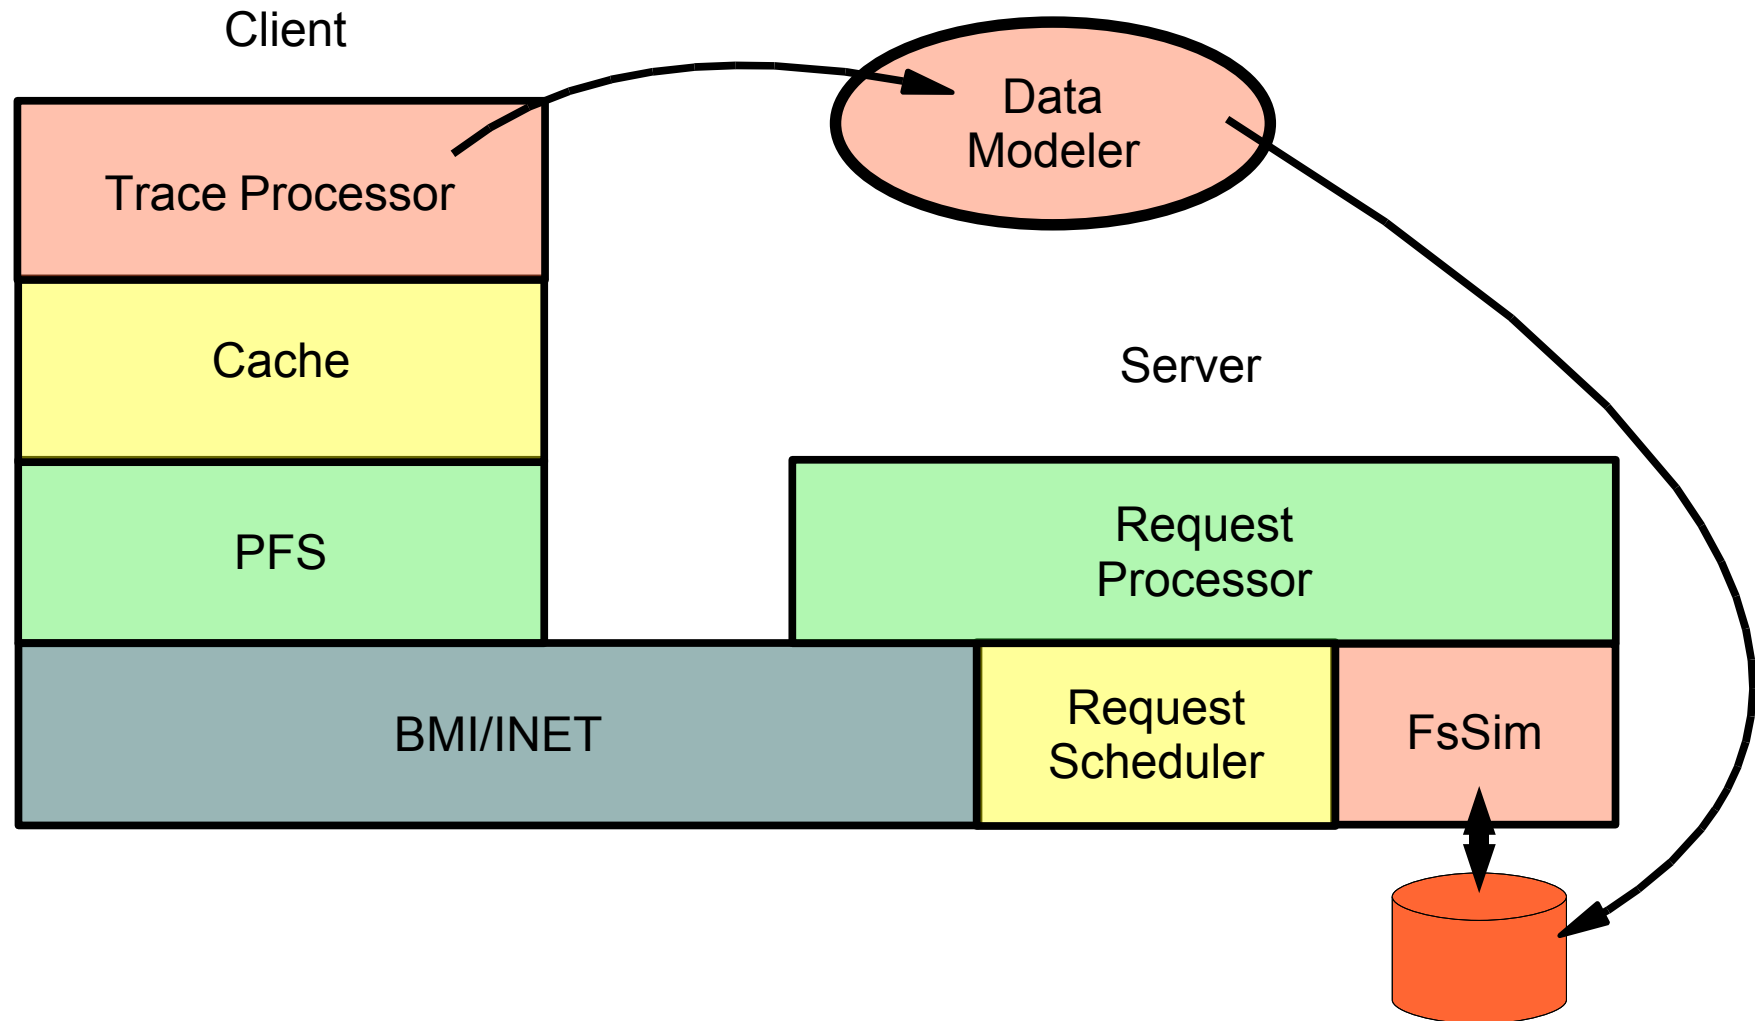 Client
Data
Modeler
Trace Processor
Cache
Server
PFS
Request
Processor
BMI/INET
Request
Scheduler
FsSim